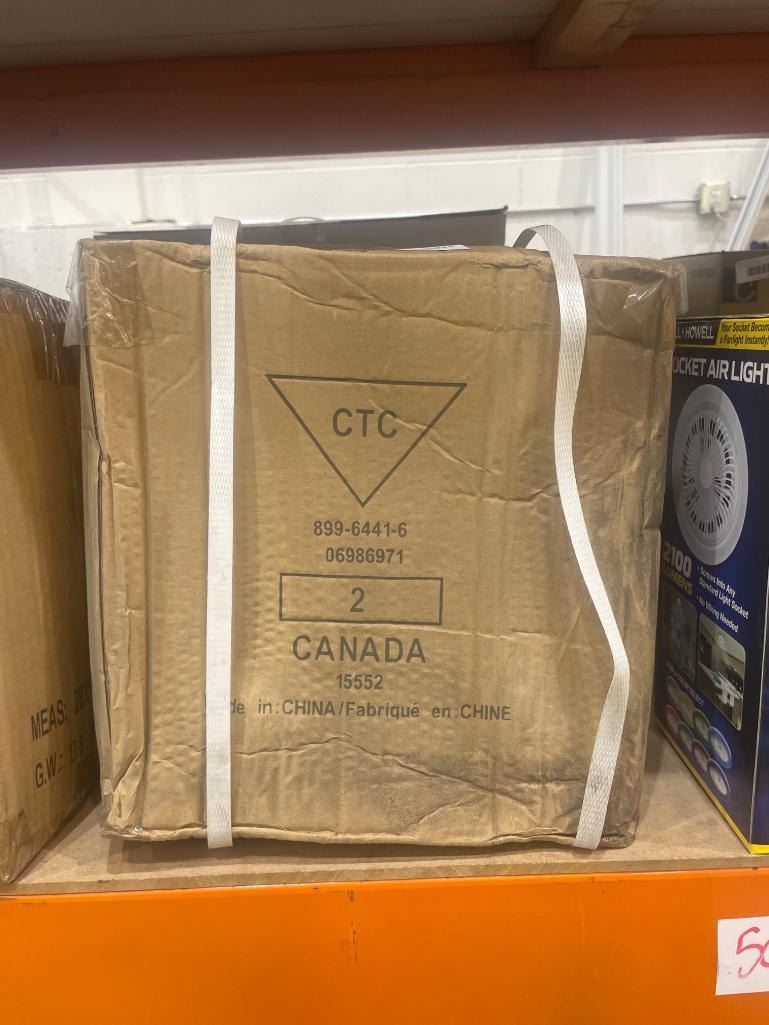 CTC
899-6441-6
06986971
2
CANADA
15552
in:CHINA/Fabriqué en:CHINE
MEAS:
G.W.:
HOWELL
Your Socket
a Fanlight Instantly
SOCKET AIR LIGHT
2100
LUMENS
• Screws Into Any
Standard Light Socket
• No Wiring Needed